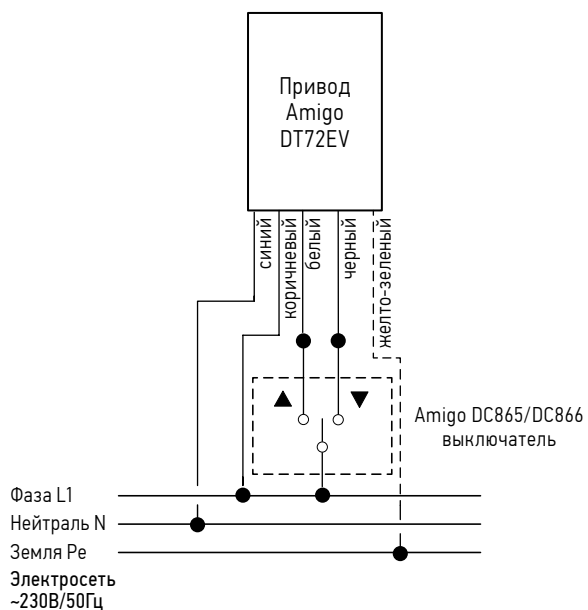 Привод
Amigo
DT72EV
синий
коричневый
белый
черный
желто-зеленый
Amigo DC865/DC866
выключатель
Фаза L1
Нейтраль N
Земля Pe
Электросеть
~230В/50Гц